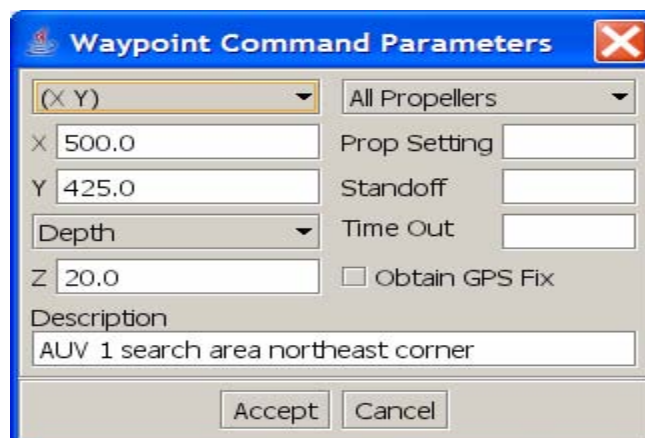 Waypoint Command Parameters
(X Y) All Propellers
X 500.0 Prop Setting
Y 425.0 Standoff
Depth Time Out
Z 20.0 Obtain GPS Fix
Description
AUV 1 search area northeast corner
Accept Cancel